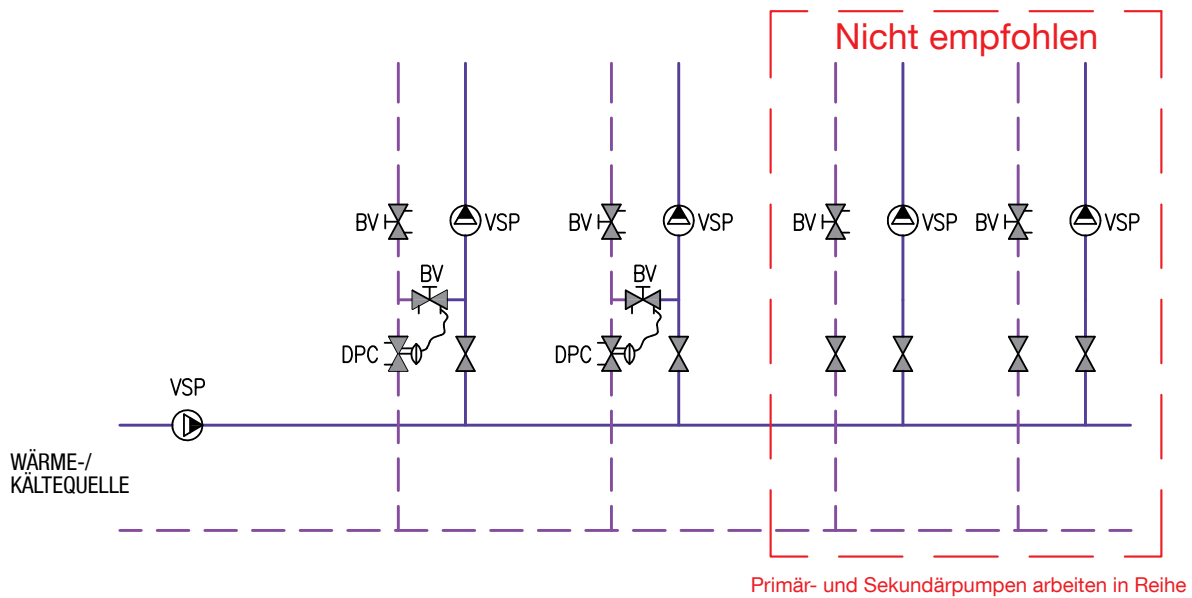 Nicht empfohlen
BV
VSP
BV
VSP
BV
VSP
BV
VSP
BV
BV
DPC
DPC
VSP
WÄRME-/
KÄLTEQUELLE
Primär- und Sekundärpumpen arbeiten in Reihe